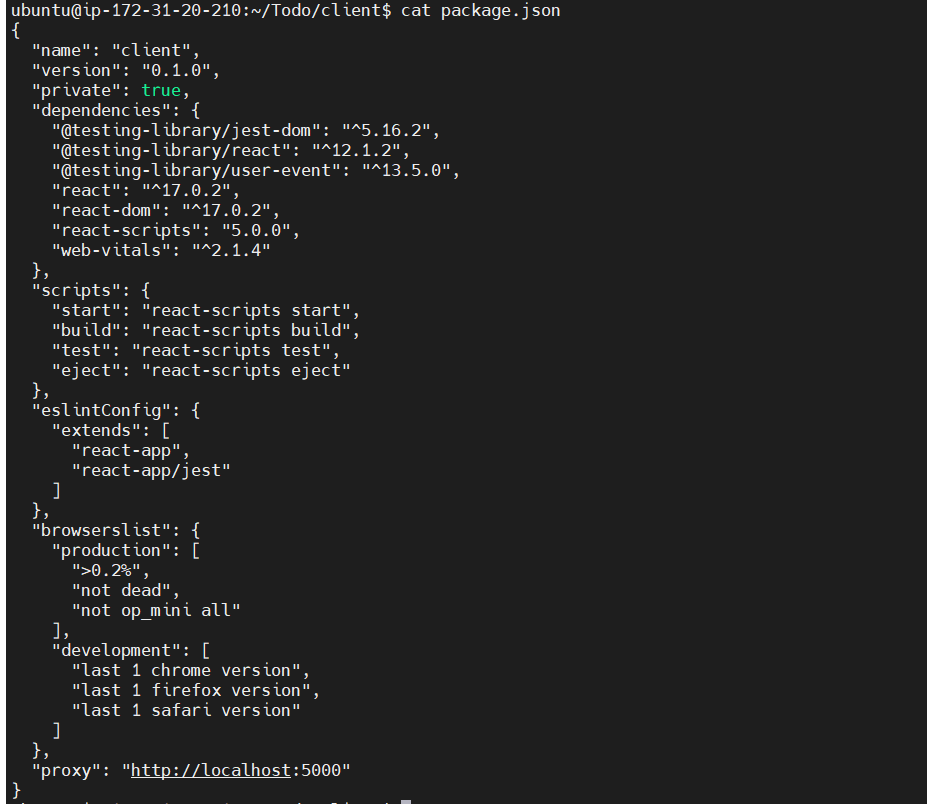 ubuntu@ip-172-31-20-210:~/Todo/client$ cat package.json
{
  "name": "client",
  "version": "0.1.0",
  "private": true,
  "dependencies": {
    "@testing-library/jest-dom": "^5.16.2",
    "@testing-library/react": "^12.1.2",
    "@testing-library/user-event": "^13.5.0",
    "react": "^17.0.2",
    "react-dom": "^17.0.2",
    "react-scripts": "5.0.0",
    "web-vitals": "^2.1.4"
  },
  "scripts": {
    "start": "react-scripts start",
    "build": "react-scripts build",
    "test": "react-scripts test",
    "eject": "react-scripts eject"
  },
  "eslintConfig": {
    "extends": [
      "react-app",
      "react-app/jest"
    ]
  },
  "browserslist": {
    "production": [
      ">0.2%",
      "not dead",
      "not op_mini all"
    ],
    "development": [
      "last 1 chrome version",
      "last 1 firefox version",
      "last 1 safari version"
    ]
  },
  "proxy": "http://localhost:5000"
}